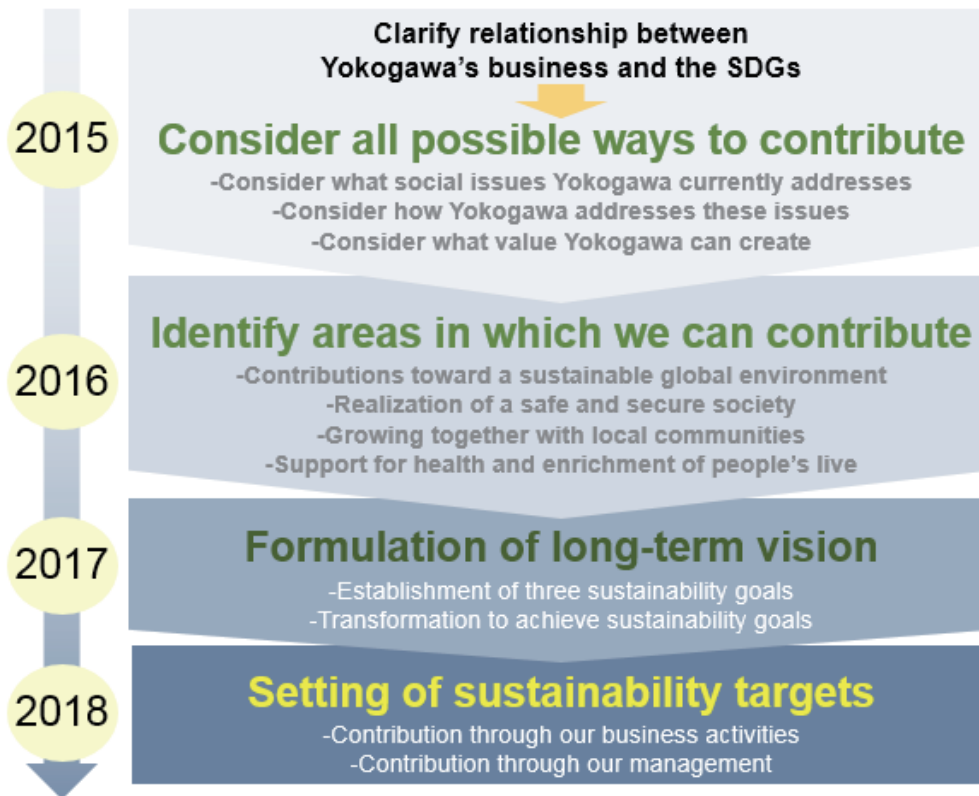 Clarify relationship between
Yokogawa's business and the SDGs
2015
Consider all possible ways to contribute
-Consider what social issues Yokogawa currently addresses
-Consider how Yokogawa addresses these issues
-Consider what value Yokogawa can create
2016
Identify areas in which we can contribute
-Contributions toward a sustainable global environment
-Realization of a safe and secure society
-Growing together with local communities
-Support for health and enrichment of people's live
2017
Formulation of long-term vision
-Establishment of three sustainability goals
-Transformation to achieve sustainability goals
2018
Setting of sustainability targets
-Contribution through our business activities
-Contribution through our management